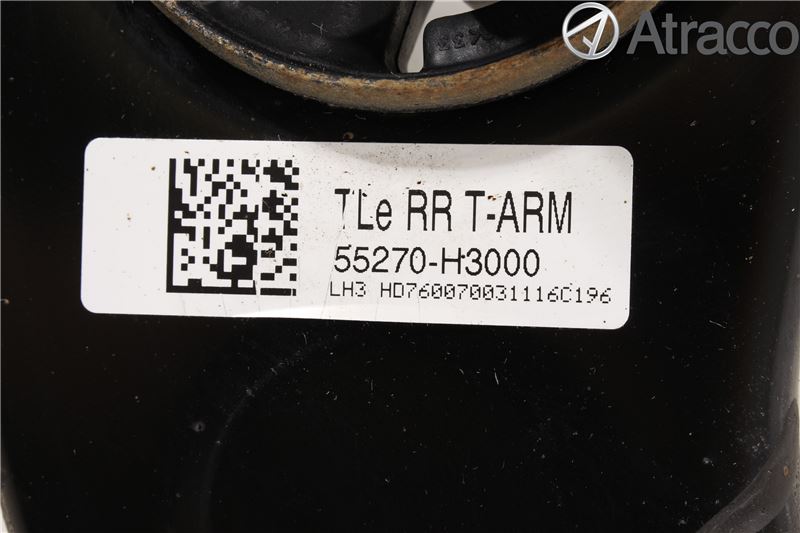 Atracco
TLe RR T-ARM
55270-H3000
LH3 HD760070031116C196